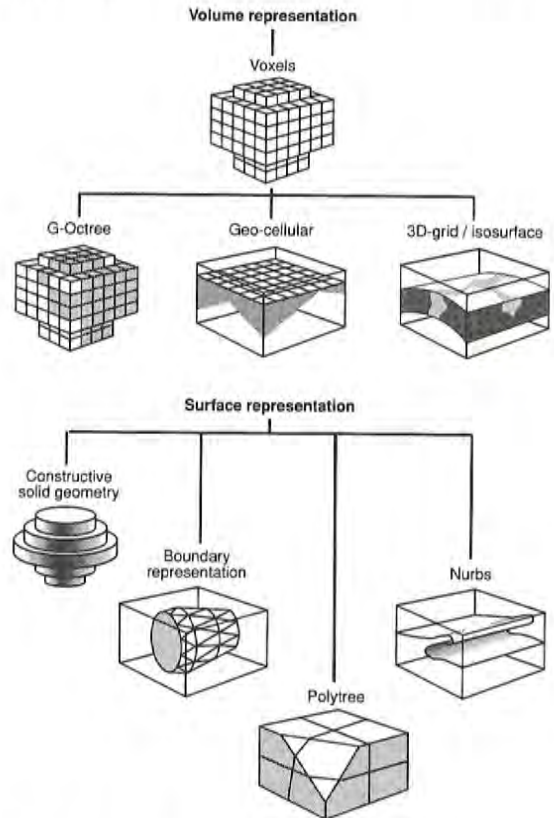 Volume representation
Voxels
G-Octree
Geo-cellular
3D-grid / isosurface
Surface representation
Constructive
solid geometry
Boundary
representation
Nurbs
Polytree